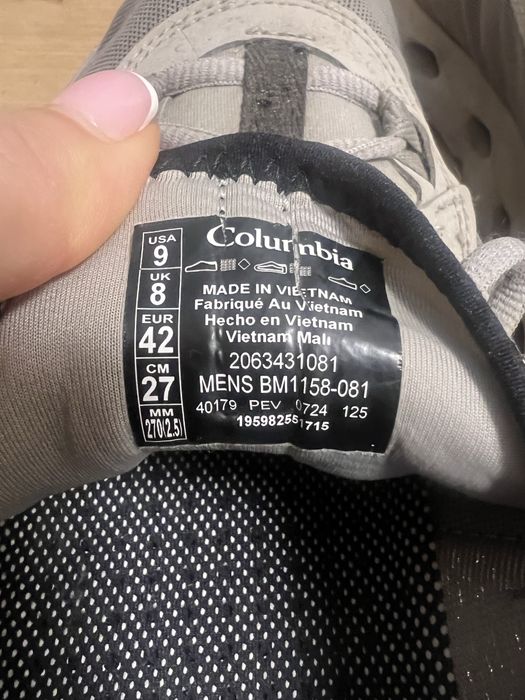 USA
9
UK
8
EUR
42
CM
27
MM
270(2.5)
Columbia
MADE IN VIETNAM
Fabriqué Au Vietnam
Hecho en Vietnam
Vietnam Malı
2063431081
MENS BM1158-081
40179 PEV 0724 125